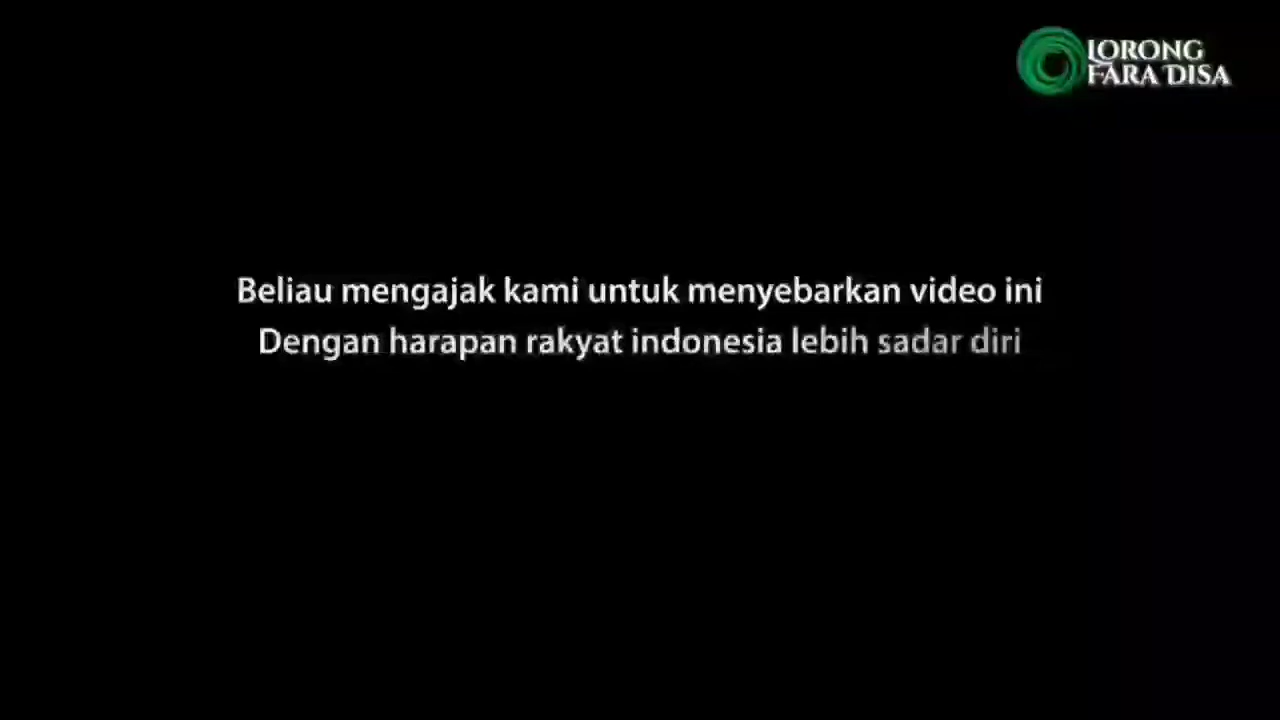 LORONG
FARA DISA
Beliau mengajak kami untuk menyebarkan video ini
Dengan harapan rakyat indonesia lebih sadar diri